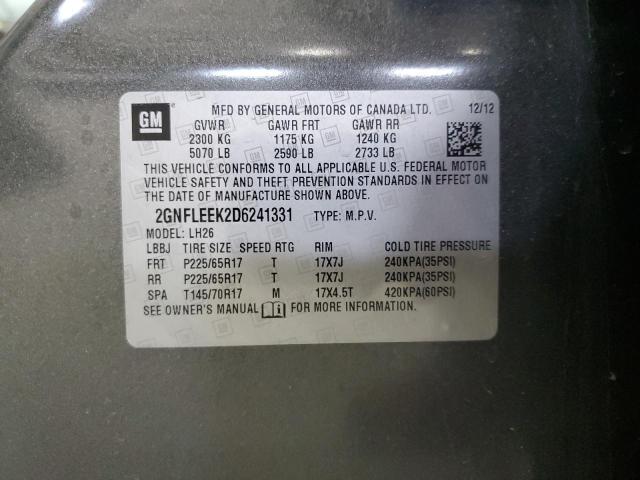 GM MFD BY GENERAL MOTORS OF CANADA LTD. 12/12
GVWR GAWR FRT GAWR RR
2300 KG 1175 KG 1240 KG
5070 LB 2590 LB 2733 LB
THIS VEHICLE CONFORMS TO ALL APPLICABLE U.S. FEDERAL MOTOR
VEHICLE SAFETY AND THEFT PREVENTION STANDARDS IN EFFECT ON
THE DATE OF MANUFACTURE SHOWN ABOVE.
2GNFLEEK2D6241331 TYPE: M.P.V.
MODEL: LH26
LBBJ TIRE SIZE SPEED RTG RIM COLD TIRE PRESSURE
FRT P225/65R17 T 17X7J 240KPA(35PSI)
RR P225/65R17 T 17X7J 240KPA(35PSI)
SPA T145/70R17 M 17X4.5T 420KPA(60PSI)
SEE OWNER'S MANUAL FOR MORE INFORMATION.